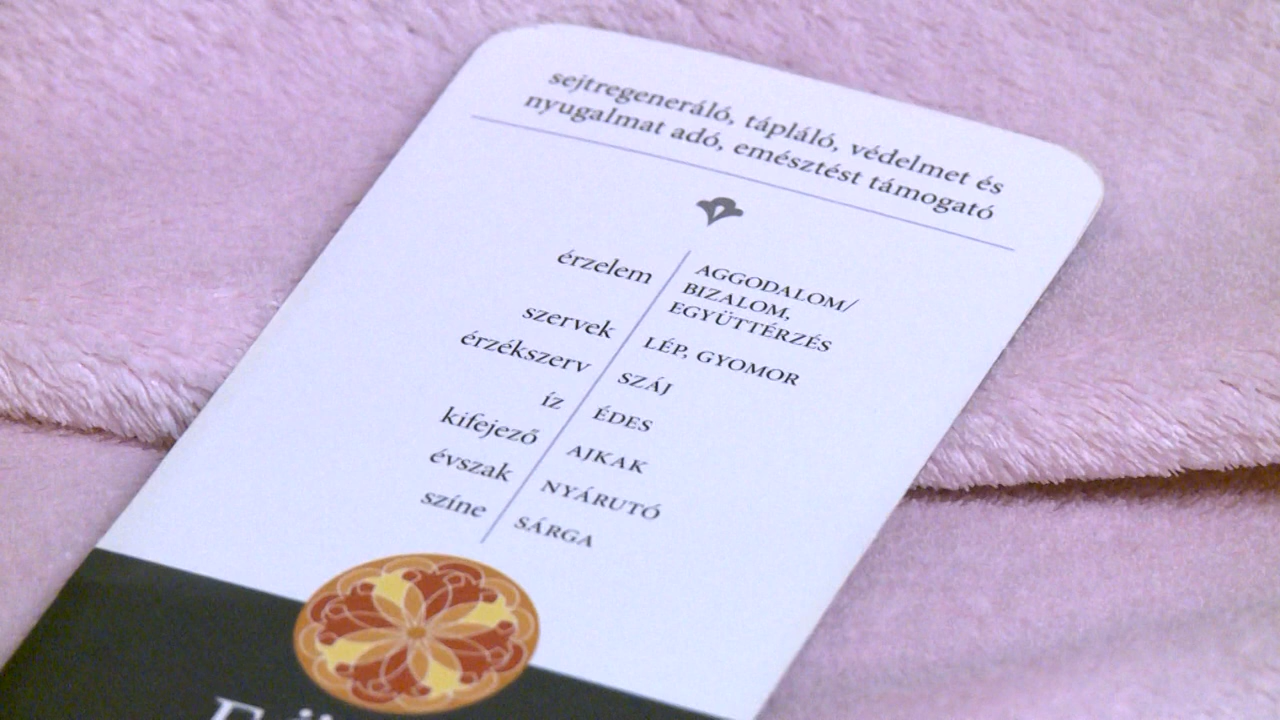 sejtregeneráló, tápláló, védelmet és
nyugalmat adó, emésztést támogató
érzelem AGGODALOM/
BIZALOM,
EGYÜTTÉRZÉS
szervek LÉP, GYOMOR
érzékszerv SZÁJ
íz ÉDES
kifejező AJKAK
évszak NYÁRUTÓ
színe SÁRGA